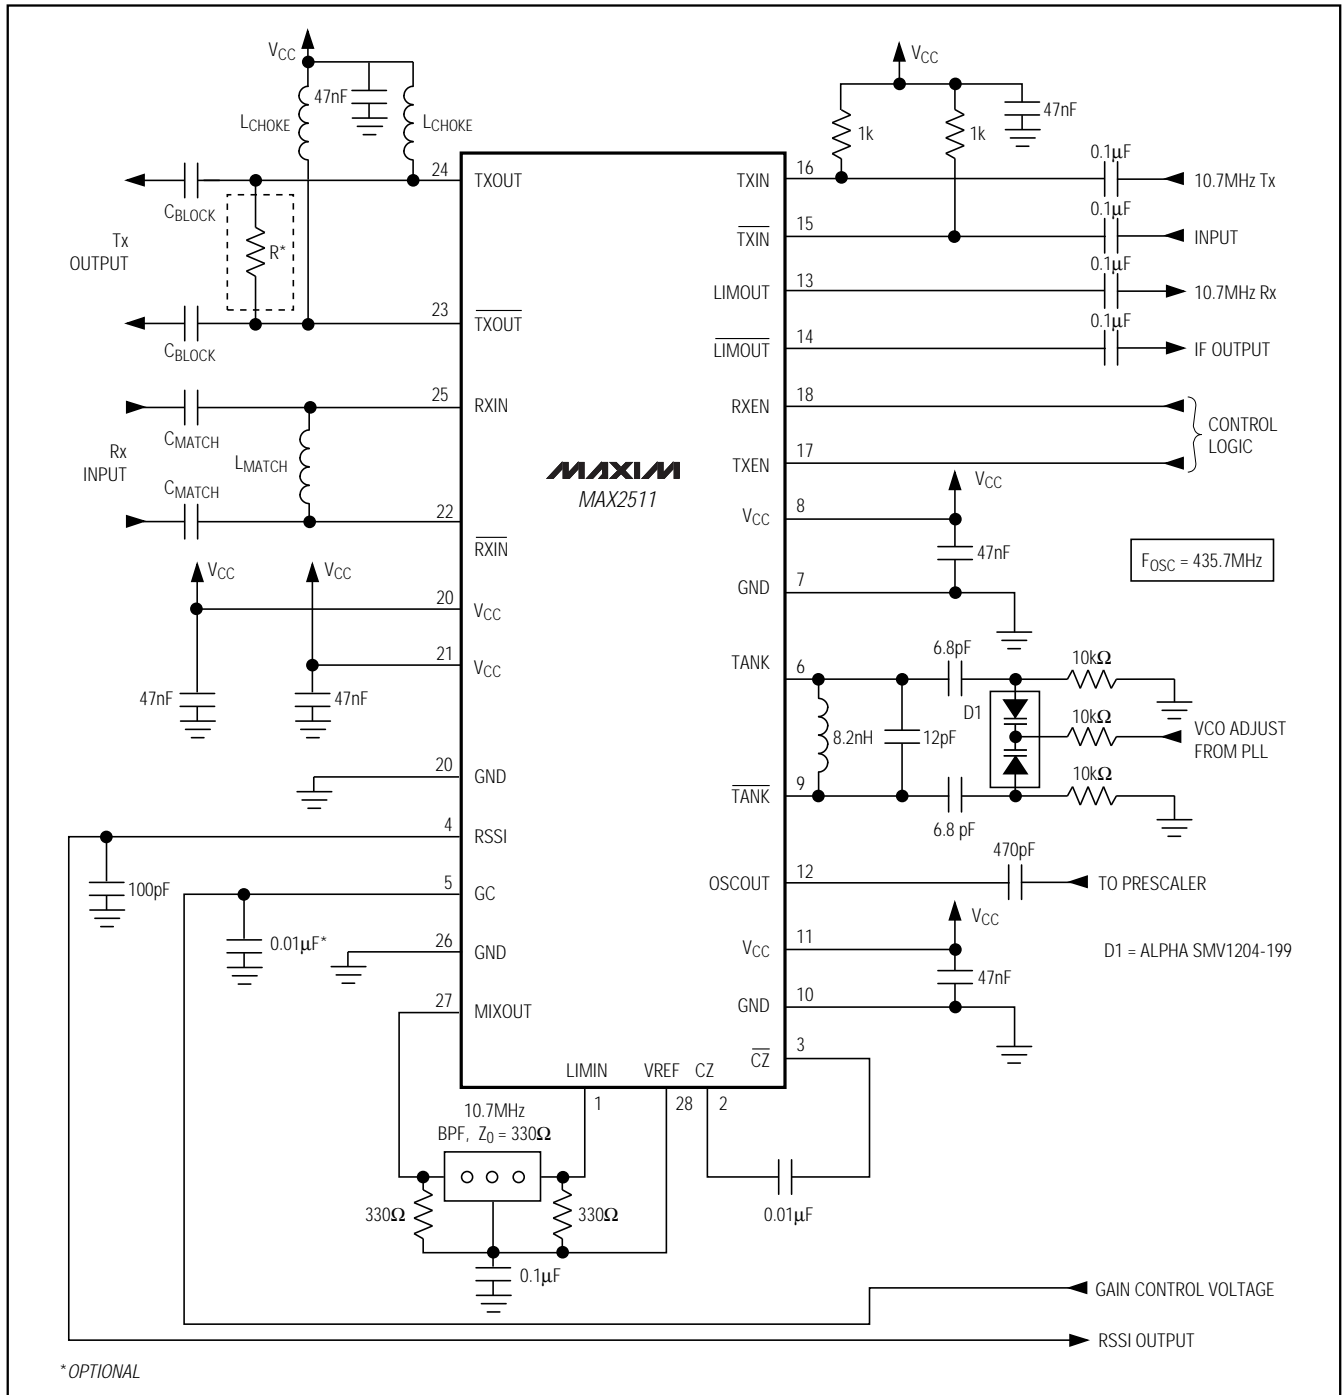 VCC
47nF
LCHOKE
LCHOKE
24
TXOUT
CBLOCK
Tx
OUTPUT
R*
23
TXOUT
CBLOCK
25
RXIN
CMATCH
Rx
INPUT
LMATCH
CMATCH
22
RXIN
VCC
VCC
20
VCC
21
VCC
47nF
47nF
20
GND
4
RSSI
100pF
5
GC
0.01µF*
26
GND
27
MIXOUT
MAXIM
MAX2511
VCC
47nF
1k
1k
0.1µF
16
TXIN
10.7MHz Tx
0.1µF
15
TXIN
INPUT
0.1µF
13
LIMOUT
10.7MHz Rx
0.1µF
14
LIMOUT
IF OUTPUT
18
RXEN
CONTROL
LOGIC
17
TXEN
VCC
8
VCC
47nF
FOSC = 435.7MHz
7
GND
6.8pF
10kΩ
TANK
6
D1
10kΩ
8.2nH
12pF
VCO ADJUST
FROM PLL
10kΩ
9
TANK
6.8 pF
470pF
12
OSCOUT
TO PRESCALER
VCC
11
VCC
D1 = ALPHA SMV1204-199
47nF
10
GND
3
CZ
LIMIN
VREF
CZ
1
28
2
10.7MHz
BPF, Z0 = 330Ω
330Ω
330Ω
0.01µF
0.1µF
GAIN CONTROL VOLTAGE
RSSI OUTPUT
*OPTIONAL